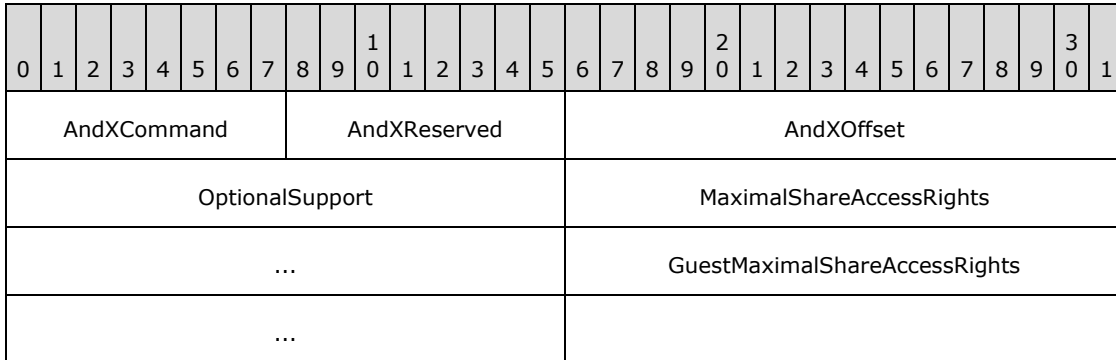 0 1 2 3 4 5 6 7 8 9 1 0 1 2 3 4 5 6 7 8 9 2 0 1 2 3 4 5 6 7 8 9 3 0 1
AndXCommand AndXReserved AndXOffset
OptionalSupport MaximalShareAccessRights
... GuestMaximalShareAccessRights
...